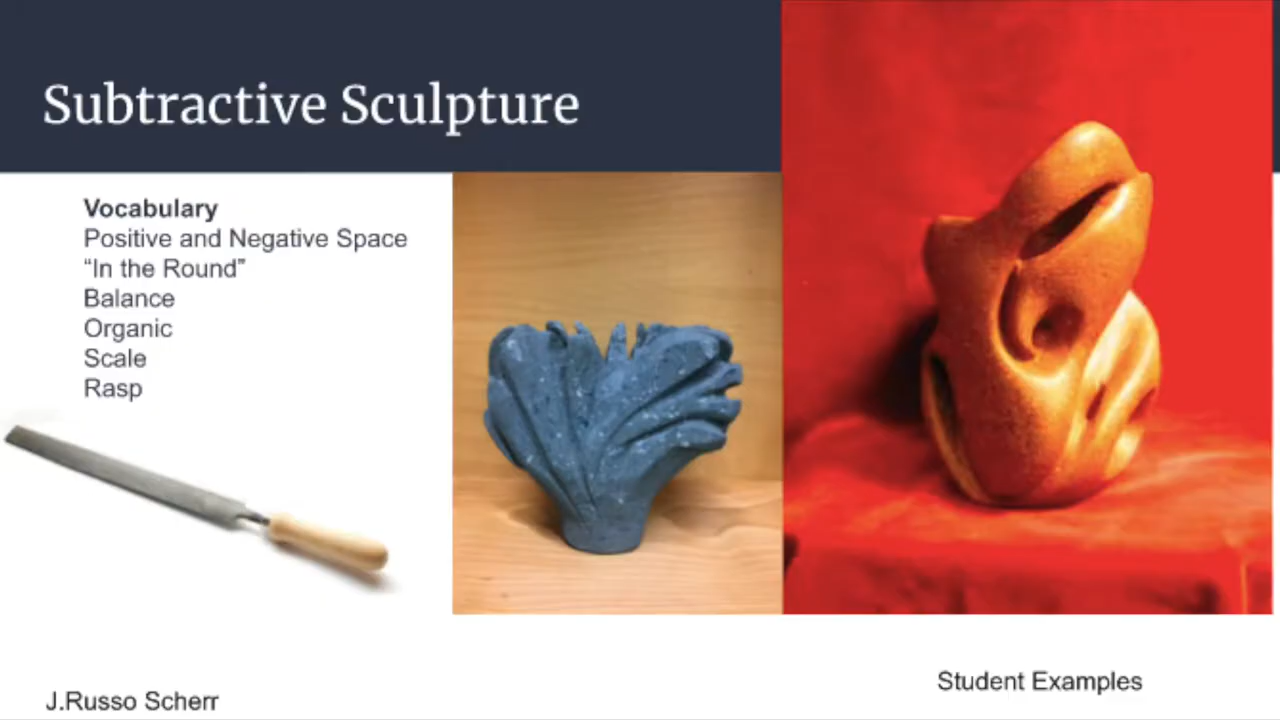 Subtractive Sculpture
Vocabulary
Positive and Negative Space
“In the Round”
Balance
Organic
Scale
Rasp
Student Examples
J.Russo Scherr